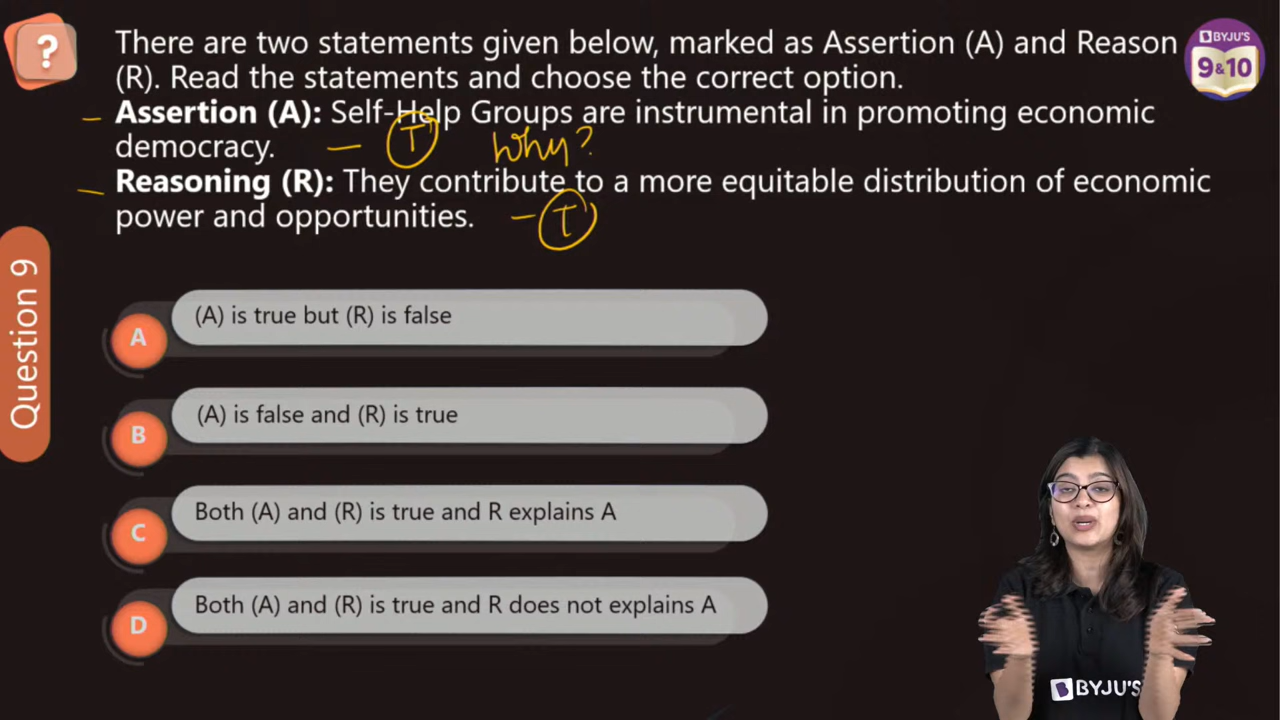 ?
There are two statements given below, marked as Assertion (A) and Reason
(R). Read the statements and choose the correct option.
BYJU'S
9&10
Assertion (A): Self-Help Groups are instrumental in promoting economic
democracy. — T Why?
Reasoning (R): They contribute to a more equitable distribution of economic
power and opportunities. — T
Question 9
A (A) is true but (R) is false
B (A) is false and (R) is true
C Both (A) and (R) is true and R explains A
D Both (A) and (R) is true and R does not explains A
BYJU'S